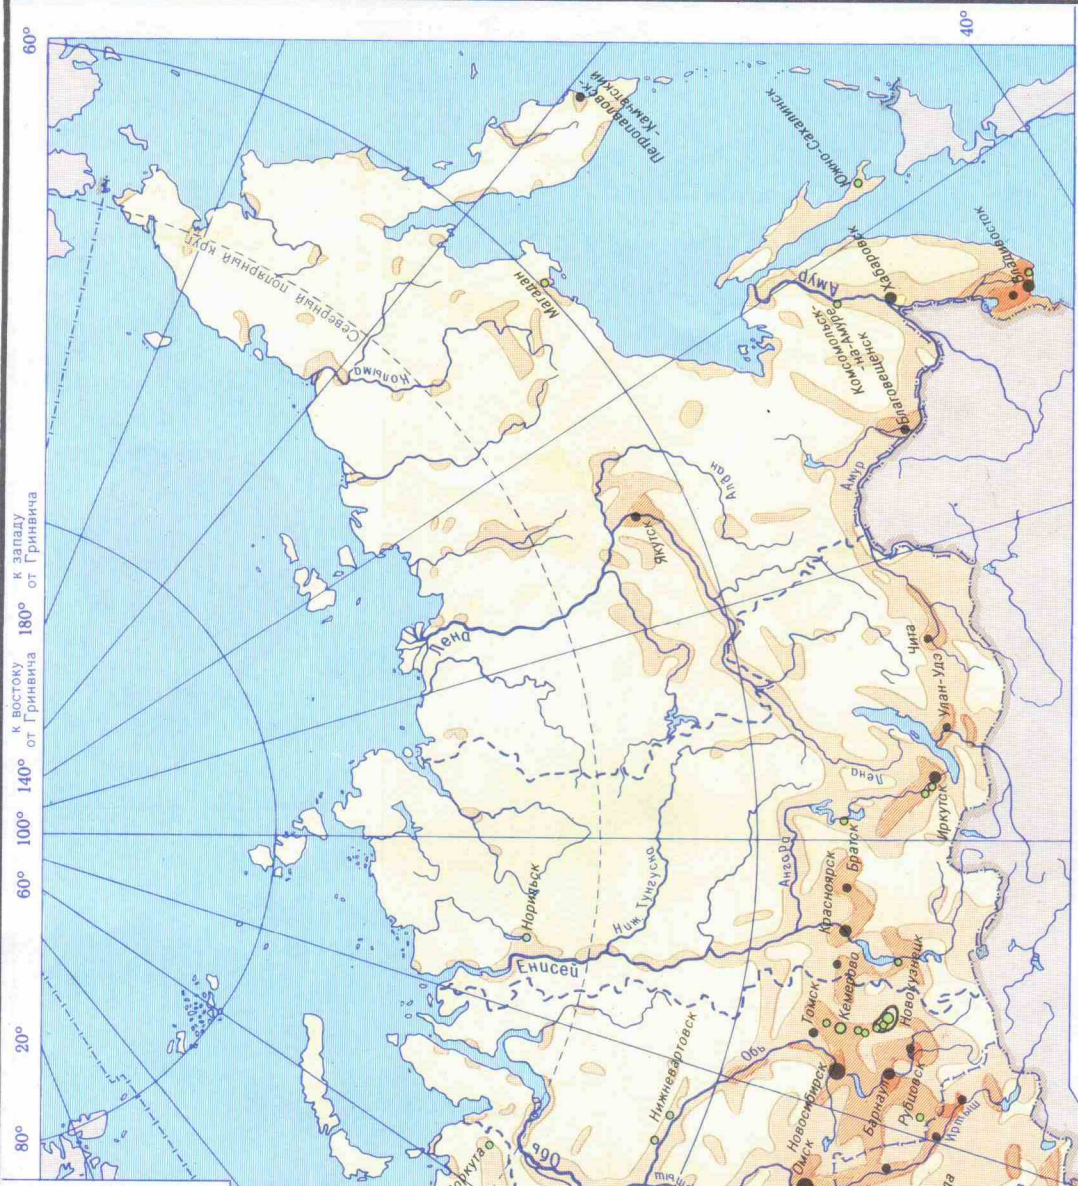 60°
40°
к западу
от Гринвича
180°
к востоку
от Гринвича
140°
100°
60°
20°
80°
Северный полярный круг
Петропавловск-
-Камчатский
Южно-Сахалинск
Магадан
Колыма
Амур
Хабаровск
Владивосток
Комсомольск-
-на-Амуре
Благовещенск
Амур
Алдан
Якутск
Лена
Чита
Улан-Удэ
Лена
Иркутск
Братск
Ангара
Красноярск
Норильск
Ниж. Тунгуска
Енисей
Томск
Кемерово
Новокузнецк
Нижневартовск
Обь
Новосибирск
Барнаул
Рубцовск
Иртыш
Омск
Обь
оркута
тыш
ла